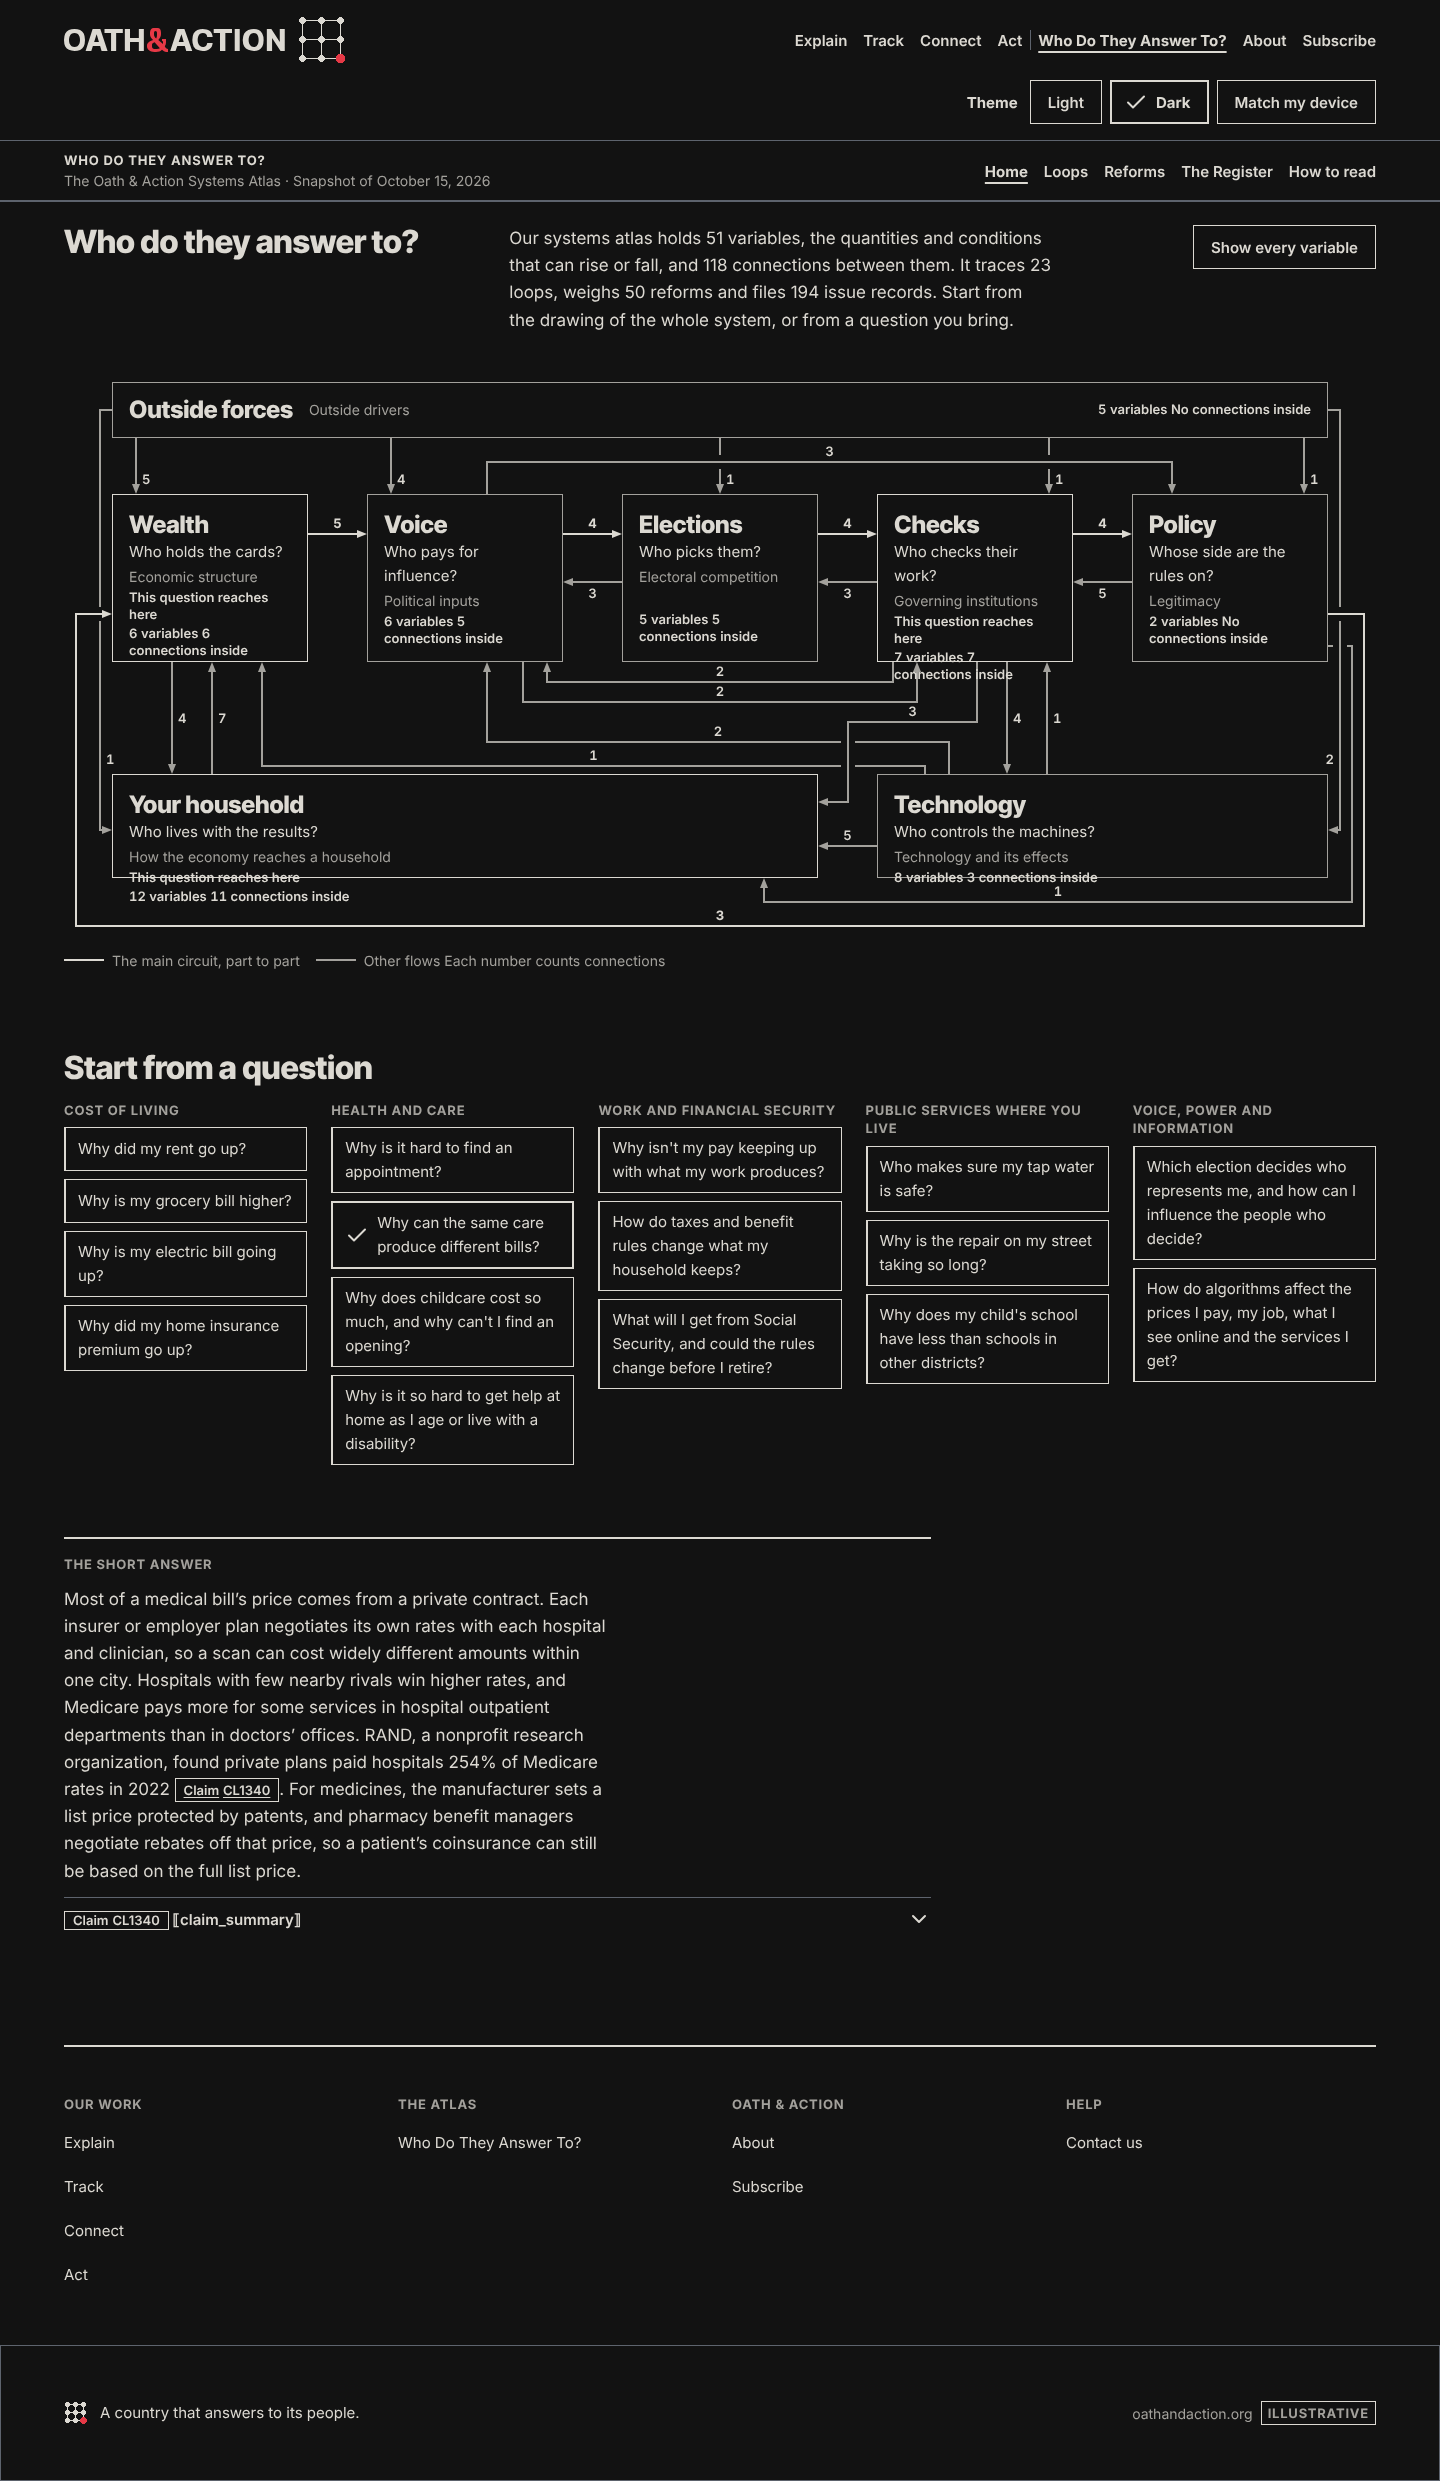 OATH&ACTION
Explain Track Connect Act Who Do They Answer To? About Subscribe
Theme Light Dark Match my device
WHO DO THEY ANSWER TO?
The Oath & Action Systems Atlas · Snapshot of October 15, 2026
Home Loops Reforms The Register How to read
Who do they answer to?
Our systems atlas holds 51 variables, the quantities and conditions
that can rise or fall, and 118 connections between them. It traces 23
loops, weighs 50 reforms and files 194 issue records. Start from
the drawing of the whole system, or from a question you bring.
Show every variable
Outside forces Outside drivers
5 variables No connections inside
3
5
4
1
1
1
Wealth
Who holds the cards?
Economic structure
This question reaches
here
6 variables 6
connections inside
5
Voice
Who pays for
influence?
Political inputs
6 variables 5
connections inside
4
3
Elections
Who picks them?
Electoral competition
5 variables 5
connections inside
4
3
Checks
Who checks their
work?
Governing institutions
This question reaches
here
7 variables 7
connections inside
4
5
Policy
Whose side are the
rules on?
Legitimacy
2 variables No
connections inside
2
2
3
4
7
4
1
2
1
1
2
Your household
Who lives with the results?
How the economy reaches a household
This question reaches here
12 variables 11 connections inside
5
Technology
Who controls the machines?
Technology and its effects
8 variables 3 connections inside
1
3
The main circuit, part to part Other flows Each number counts connections
Start from a question
COST OF LIVING
Why did my rent go up?
Why is my grocery bill higher?
Why is my electric bill going
up?
Why did my home insurance
premium go up?
HEALTH AND CARE
Why is it hard to find an
appointment?
Why can the same care
produce different bills?
Why does childcare cost so
much, and why can't I find an
opening?
Why is it so hard to get help at
home as I age or live with a
disability?
WORK AND FINANCIAL SECURITY
Why isn't my pay keeping up
with what my work produces?
How do taxes and benefit
rules change what my
household keeps?
What will I get from Social
Security, and could the rules
change before I retire?
PUBLIC SERVICES WHERE YOU
LIVE
Who makes sure my tap water
is safe?
Why is the repair on my street
taking so long?
Why does my child's school
have less than schools in
other districts?
VOICE, POWER AND
INFORMATION
Which election decides who
represents me, and how can I
influence the people who
decide?
How do algorithms affect the
prices I pay, my job, what I
see online and the services I
get?
THE SHORT ANSWER
Most of a medical bill’s price comes from a private contract. Each
insurer or employer plan negotiates its own rates with each hospital
and clinician, so a scan can cost widely different amounts within
one city. Hospitals with few nearby rivals win higher rates, and
Medicare pays more for some services in hospital outpatient
departments than in doctors’ offices. RAND, a nonprofit research
organization, found private plans paid hospitals 254% of Medicare
rates in 2022 Claim CL1340. For medicines, the manufacturer sets a
list price protected by patents, and pharmacy benefit managers
negotiate rebates off that price, so a patient’s coinsurance can still
be based on the full list price.
Claim CL1340 ⟦claim_summary⟧
OUR WORK
Explain
Track
Connect
Act
THE ATLAS
Who Do They Answer To?
OATH & ACTION
About
Subscribe
HELP
Contact us
A country that answers to its people.
oathandaction.org ILLUSTRATIVE